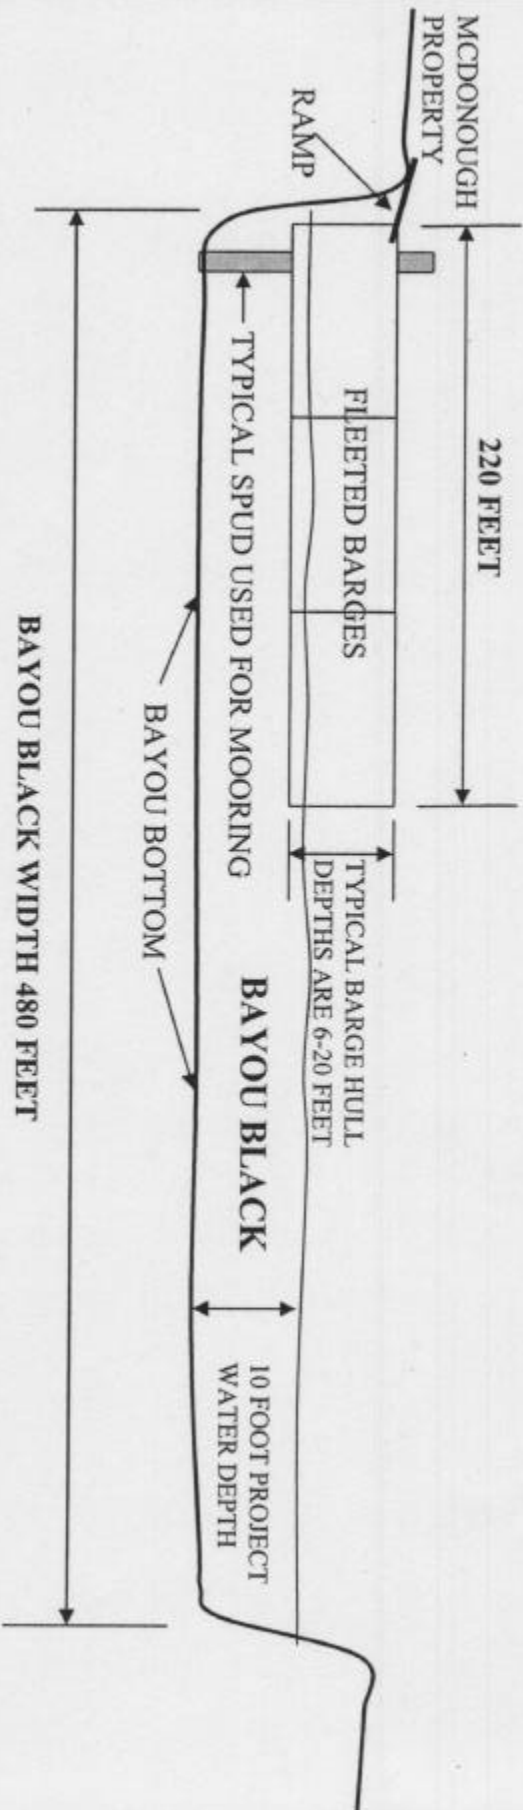 MCDONOUGH
PROPERTY
RAMP
220 FEET
FLEETED BARGES
TYPICAL SPUD USED FOR MOORING
TYPICAL BARGE HULL
DEPTHS ARE 6-20 FEET
BAYOU BLACK
BAYOU BOTTOM
10 FOOT PROJECT
WATER DEPTH
BAYOU BLACK WIDTH 480 FEET